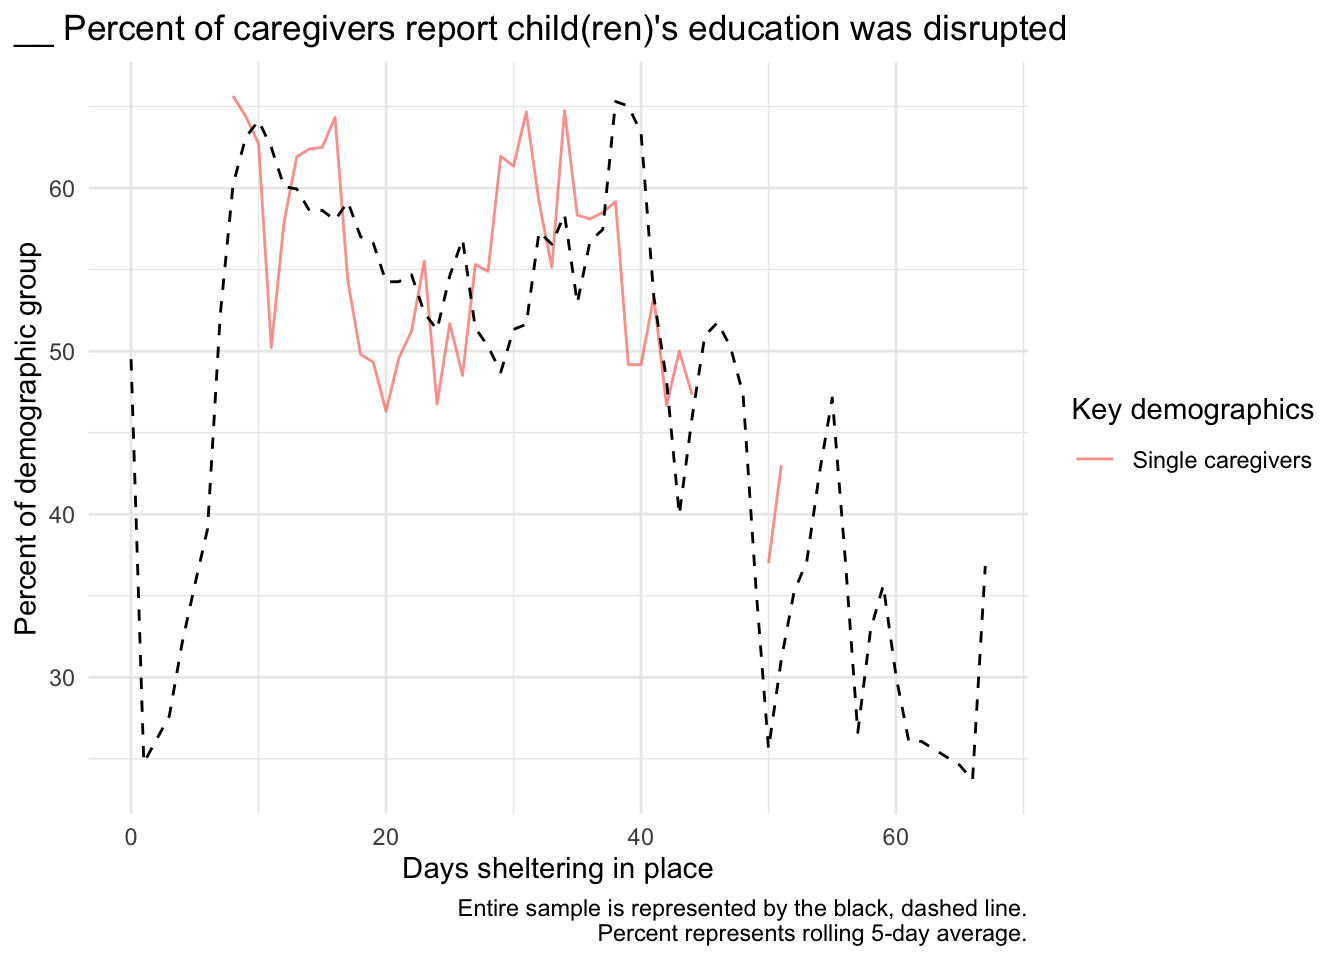 __ Percent of caregivers report child(ren)'s education was disrupted
Percent of demographic group
60
50
40
30
0
20
40
60
Days sheltering in place
Key demographics
Single caregivers
Entire sample is represented by the black, dashed line.
Percent represents rolling 5-day average.